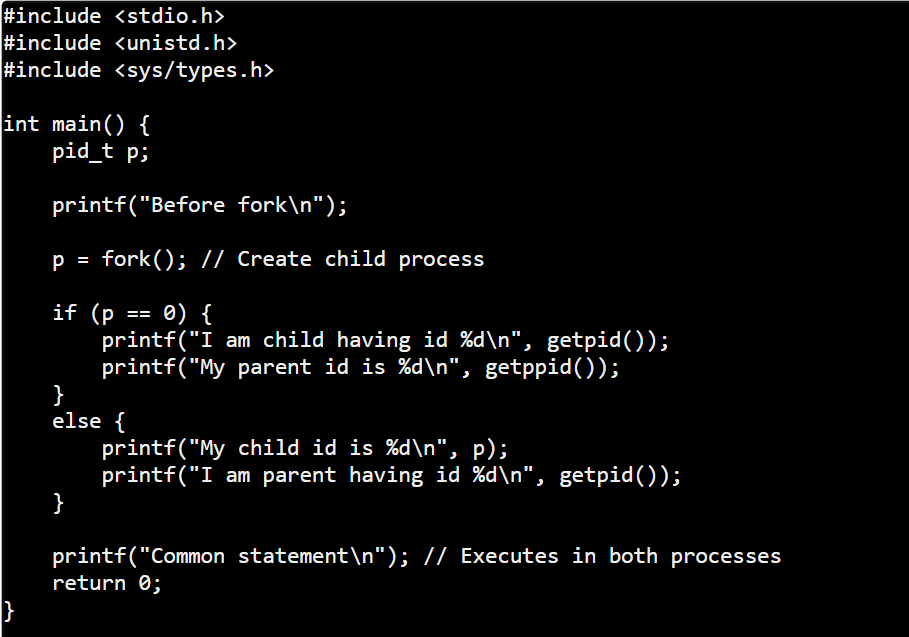 #include <stdio.h>
#include <unistd.h>
#include <sys/types.h>

int main() {
    pid_t p;

    printf("Before fork\n");

    p = fork(); // Create child process

    if (p == 0) {
        printf("I am child having id %d\n", getpid());
        printf("My parent id is %d\n", getppid());
    }
    else {
        printf("My child id is %d\n", p);
        printf("I am parent having id %d\n", getpid());
    }

    printf("Common statement\n"); // Executes in both processes
    return 0;
}